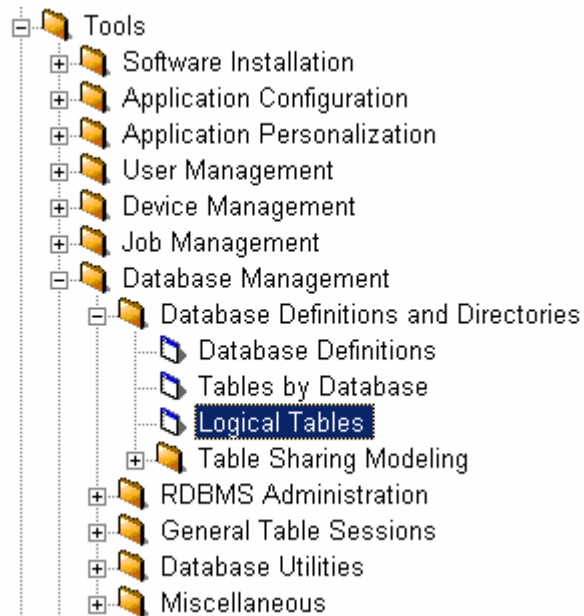 Tools
Software Installation
Application Configuration
Application Personalization
User Management
Device Management
Job Management
Database Management
Database Definitions and Directories
Database Definitions
Tables by Database
Logical Tables
Table Sharing Modeling
RDBMS Administration
General Table Sessions
Database Utilities
Miscellaneous